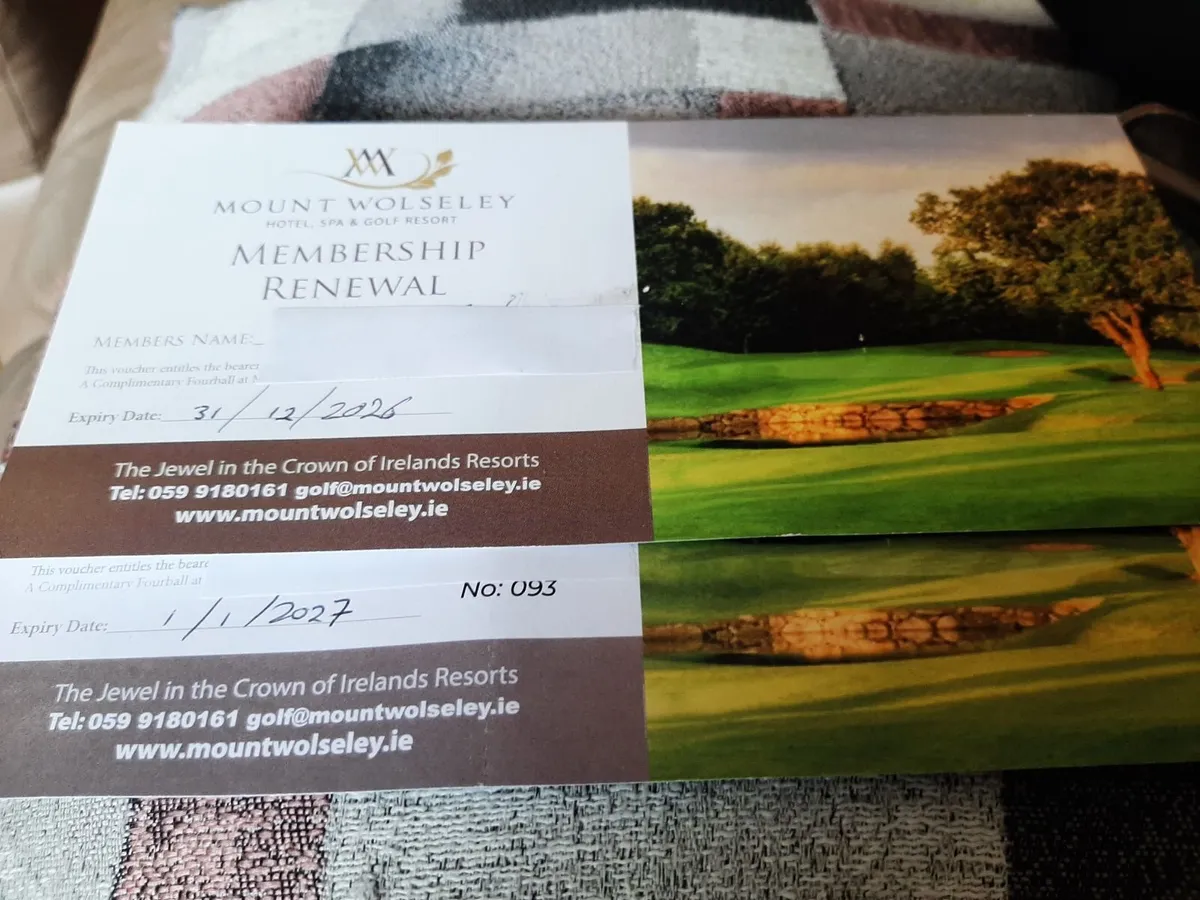 MOUNT WOLSELEY
HOTEL, SPA & GOLF RESORT
MEMBERSHIP
RENEWAL
MEMBERS NAME:
This voucher entitles the bearer
A Complimentary Fourball at
Expiry Date: 31/12/2026
The Jewel in the Crown of Irelands Resorts
Tel: 059 9180161 golf@mountwolseley.ie
www.mountwolseley.ie
This voucher entitles the beare
A Complimentary Fourball at
No: 093
Expiry Date: 1/1/2027
The Jewel in the Crown of Irelands Resorts
Tel: 059 9180161 golf@mountwolseley.ie
www.mountwolseley.ie